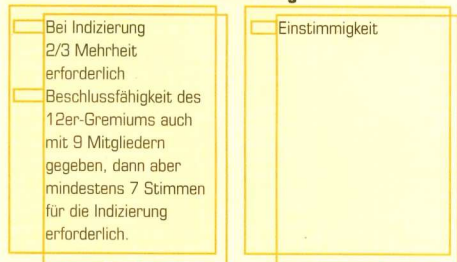 Bei Indizierung
2/3 Mehrheit
erforderlich
Beschlussfähigkeit des
12er-Gremiums auch
mit 9 Mitgliedern
gegeben, dann aber
mindestens 7 Stimmen
für die Indizierung
erforderlich.
Einstimmigkeit